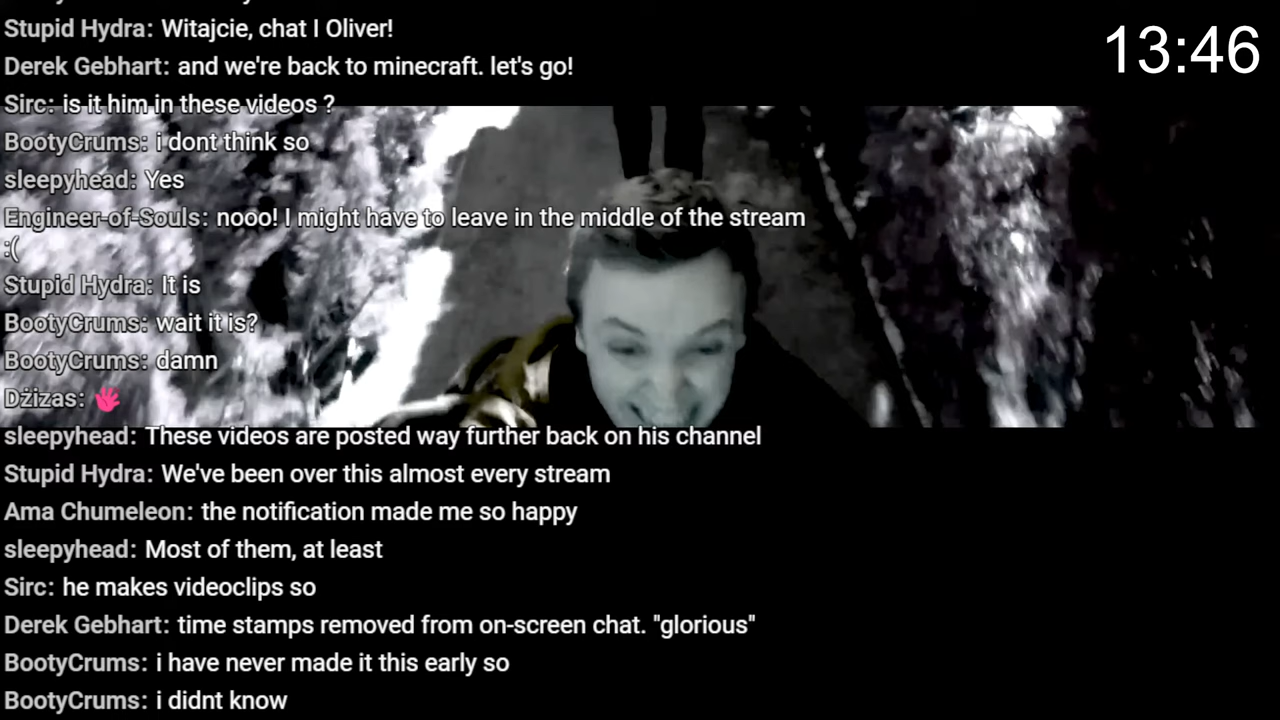 Stupid Hydra: Witajcie, chat I Oliver!
13:46
Derek Gebhart: and we're back to minecraft. let's go!
Sirc: is it him in these videos ?
BootyCrums: i dont think so
sleepyhead: Yes
Engineer-of-Souls: nooo! I might have to leave in the middle of the stream
:(
Stupid Hydra: It is
BootyCrums: wait it is?
BootyCrums: damn
Dżizas:
sleepyhead: These videos are posted way further back on his channel
Stupid Hydra: We've been over this almost every stream
Ama Chumeleon: the notification made me so happy
sleepyhead: Most of them, at least
Sirc: he makes videoclips so
Derek Gebhart: time stamps removed from on-screen chat. "glorious"
BootyCrums: i have never made it this early so
BootyCrums: i didnt know